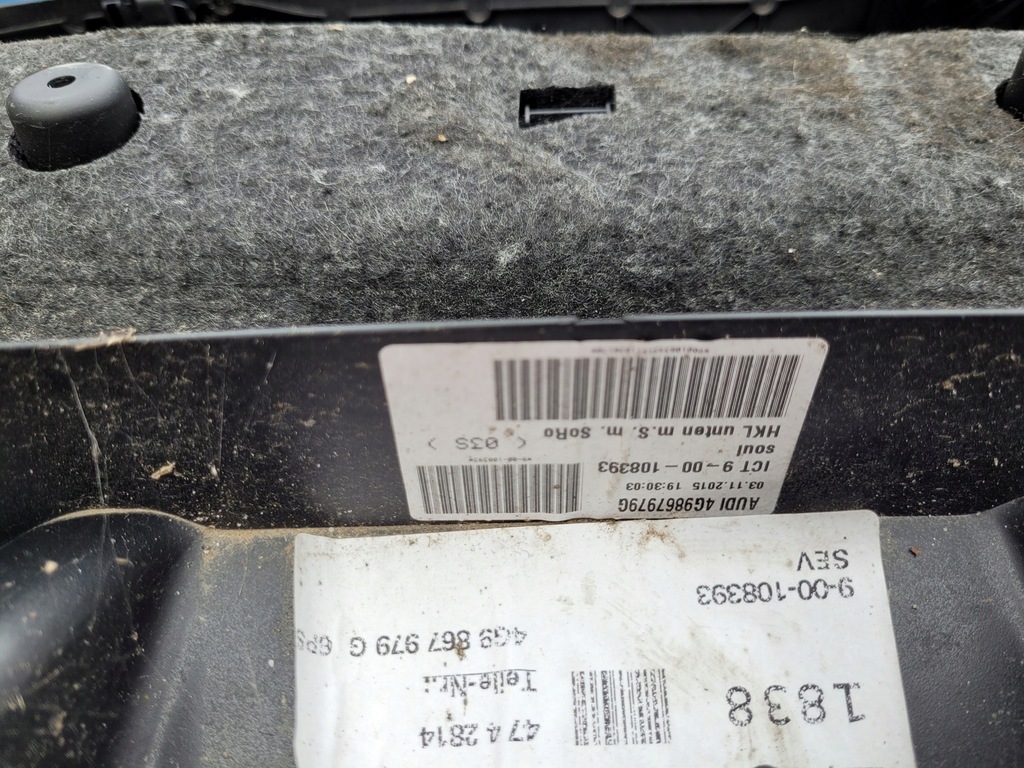 AUDI 4G9867979G
03.11.2015 19:30:03
ICT 9-00-108393
soul
HKL unten m.S. m. SoRo
< 03S >
9-00-108393
SEV
4G9 867 979 G GPS
Teile-Nr.:
474 2814
1838